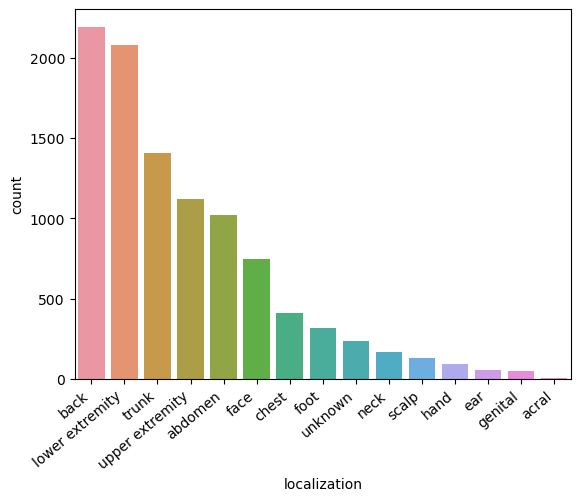 2000
1500
1000
500
0
count
back
lower extremity
trunk
upper extremity
abdomen
face
chest
foot
unknown
neck
scalp
hand
ear
genital
acral
localization